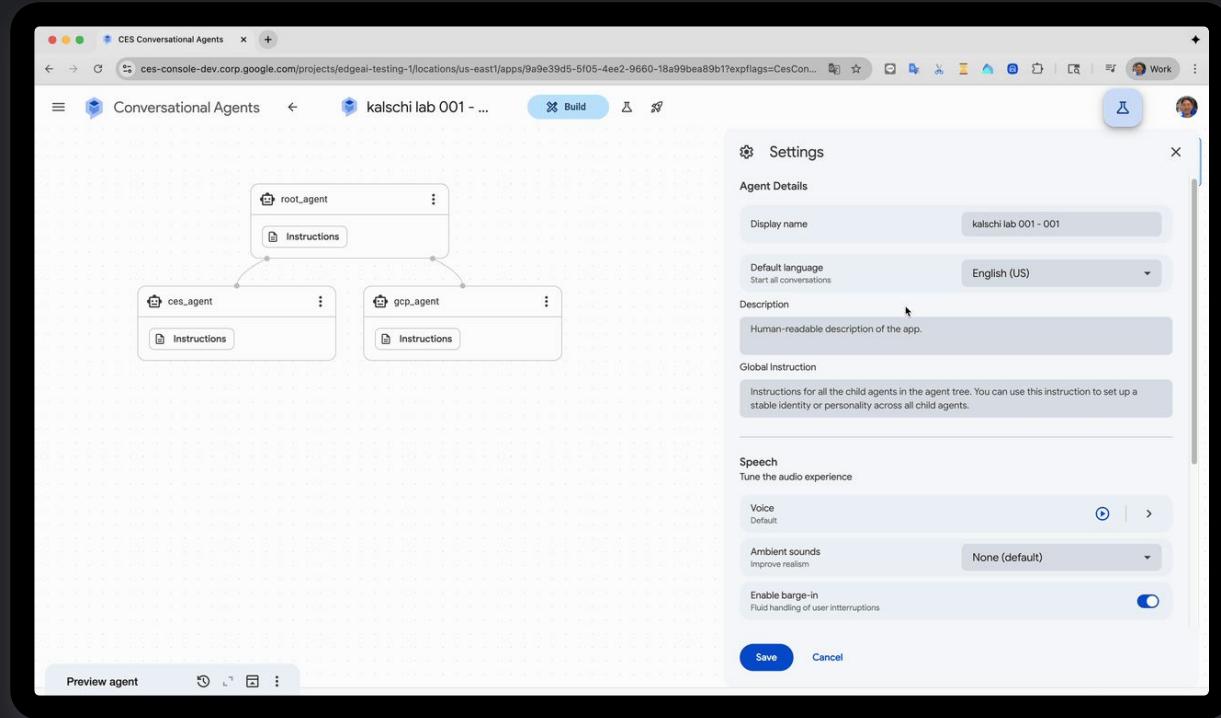 CES Conversational Agents
ces-console-dev.corp.google.com/projects/edgeai-testing-1/locations/us-east1/apps/9a9e39d5-5f05-4ee2-9660-18a99bea89b1?expflags=CesCon...
Work
Conversational Agents
kalschi lab 001 - ...
Build
root_agent
Instructions
ces_agent
Instructions
gcp_agent
Instructions
Preview agent
Settings
Agent Details
Display name
kalschi lab 001 - 001
Default language
Start all conversations
English (US)
Description
Human-readable description of the app.
Global Instruction
Instructions for all the child agents in the agent tree. You can use this instruction to set up a
stable identity or personality across all child agents.
Speech
Tune the audio experience
Voice
Default
Ambient sounds
Improve realism
None (default)
Enable barge-in
Fluid handling of user intterruptions
Save
Cancel